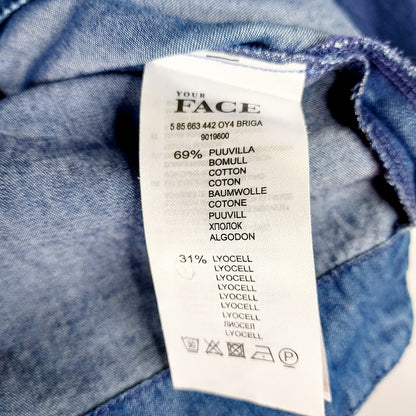 YOUR
FACE
5 85 663 442 OY4 BRIGA
9019600
69% PUUVILLA
BOMULL
COTTON
COTON
BAUMWOLLE
COTONE
PUUVILL
ХПОЛОК
ALGODON
31% LYOCELL
LYOCELL
LYOCELL
LYOCELL
LYOCELL
LYOCELL
LYOCELL
ЛИОСЕЛ
LYOCELL
P